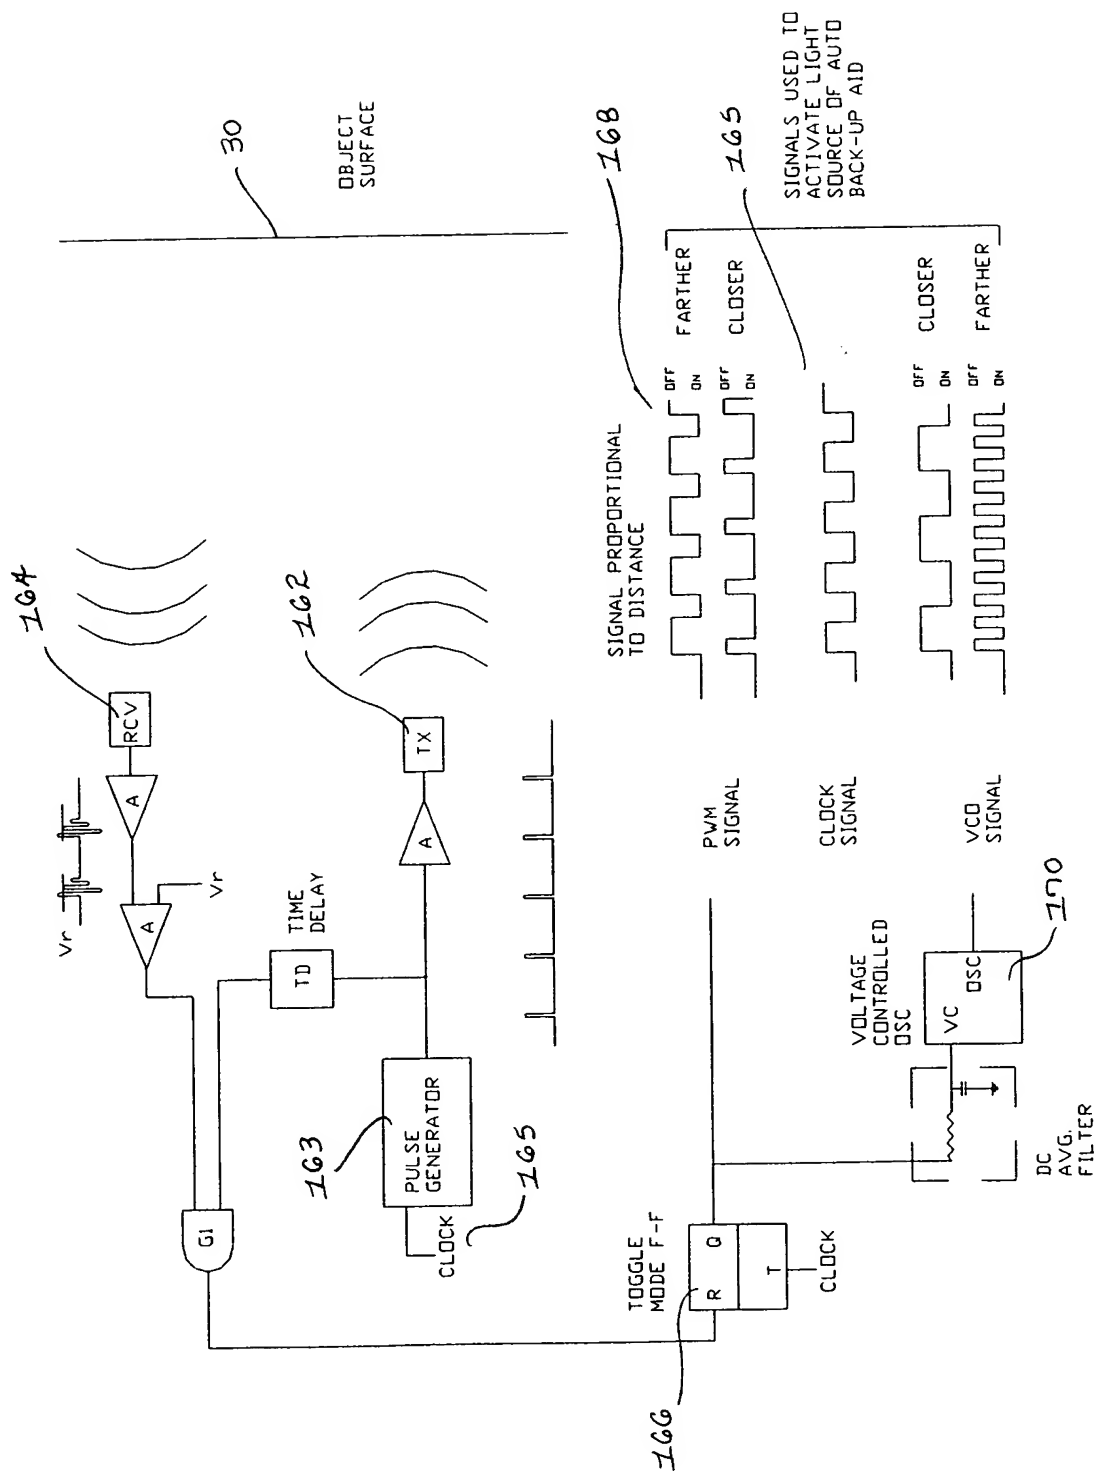 164
RCV
A
Vr
A
Vr
G1
TIME
DELAY
TD
162
TX
A
163
PULSE
GENERATOR
CLOCK
165
30
OBJECT
SURFACE
TOGGLE
MODE F-F
R
Q
T
CLOCK
166
PWM
SIGNAL
SIGNAL PROPORTIONAL
TO DISTANCE
168
OFF
ON
FARTHER
OFF
ON
CLOSER
CLOCK
SIGNAL
165
SIGNALS USED TO
ACTIVATE LIGHT
SOURCE OF AUTO
BACK-UP AID
DC
AVG.
FILTER
VOLTAGE
CONTROLLED
OSC
VC
OSC
170
VCO
SIGNAL
OFF
ON
CLOSER
OFF
ON
FARTHER